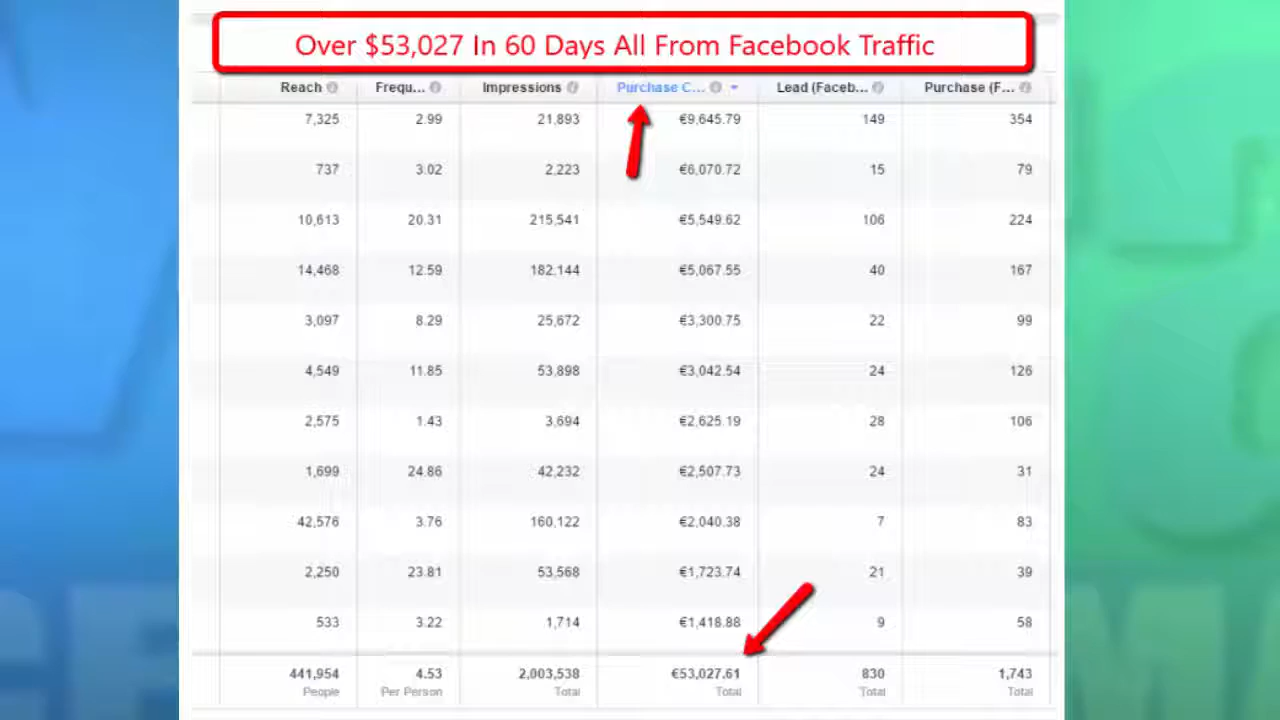 Over $53,027 In 60 Days All From Facebook Traffic
Reach Frequ... Impressions Purchase C... Lead (Faceb... Purchase (F...
7,325 2.99 21,893 €9,645.79 149 354
737 3.02 2,223 €6,070.72 15 79
10,613 20.31 215,541 €5,549.62 106 224
14,468 12.59 182,144 €5,067.55 40 167
3,097 8.29 25,672 €3,300.75 22 99
4,549 11.85 53,898 €3,042.54 24 126
2,575 1.43 3,694 €2,625.19 28 106
1,699 24.86 42,232 €2,507.73 24 31
42,576 3.76 160,122 €2,040.38 7 83
2,250 23.81 53,568 €1,723.74 21 39
533 3.22 1,714 €1,418.88 9 58
441,954 4.53 2,003,538 €53,027.61 830 1,743
People Per Person Total Total Total Total